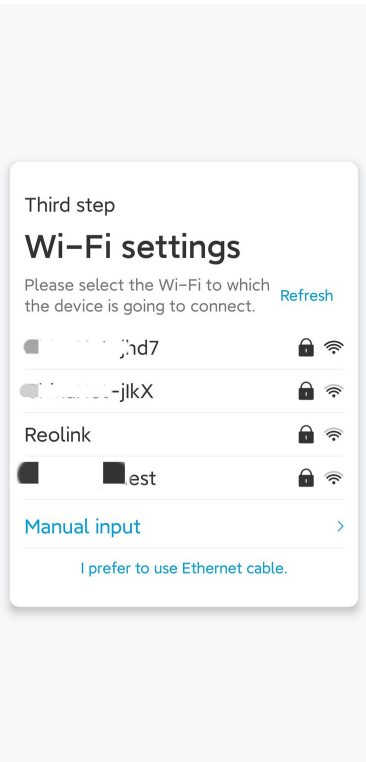 Third step
Wi-Fi settings
Please select the Wi-Fi to which
the device is going to connect.
Refresh
jhd7
-jlkX
Reolink
est
Manual input
I prefer to use Ethernet cable.